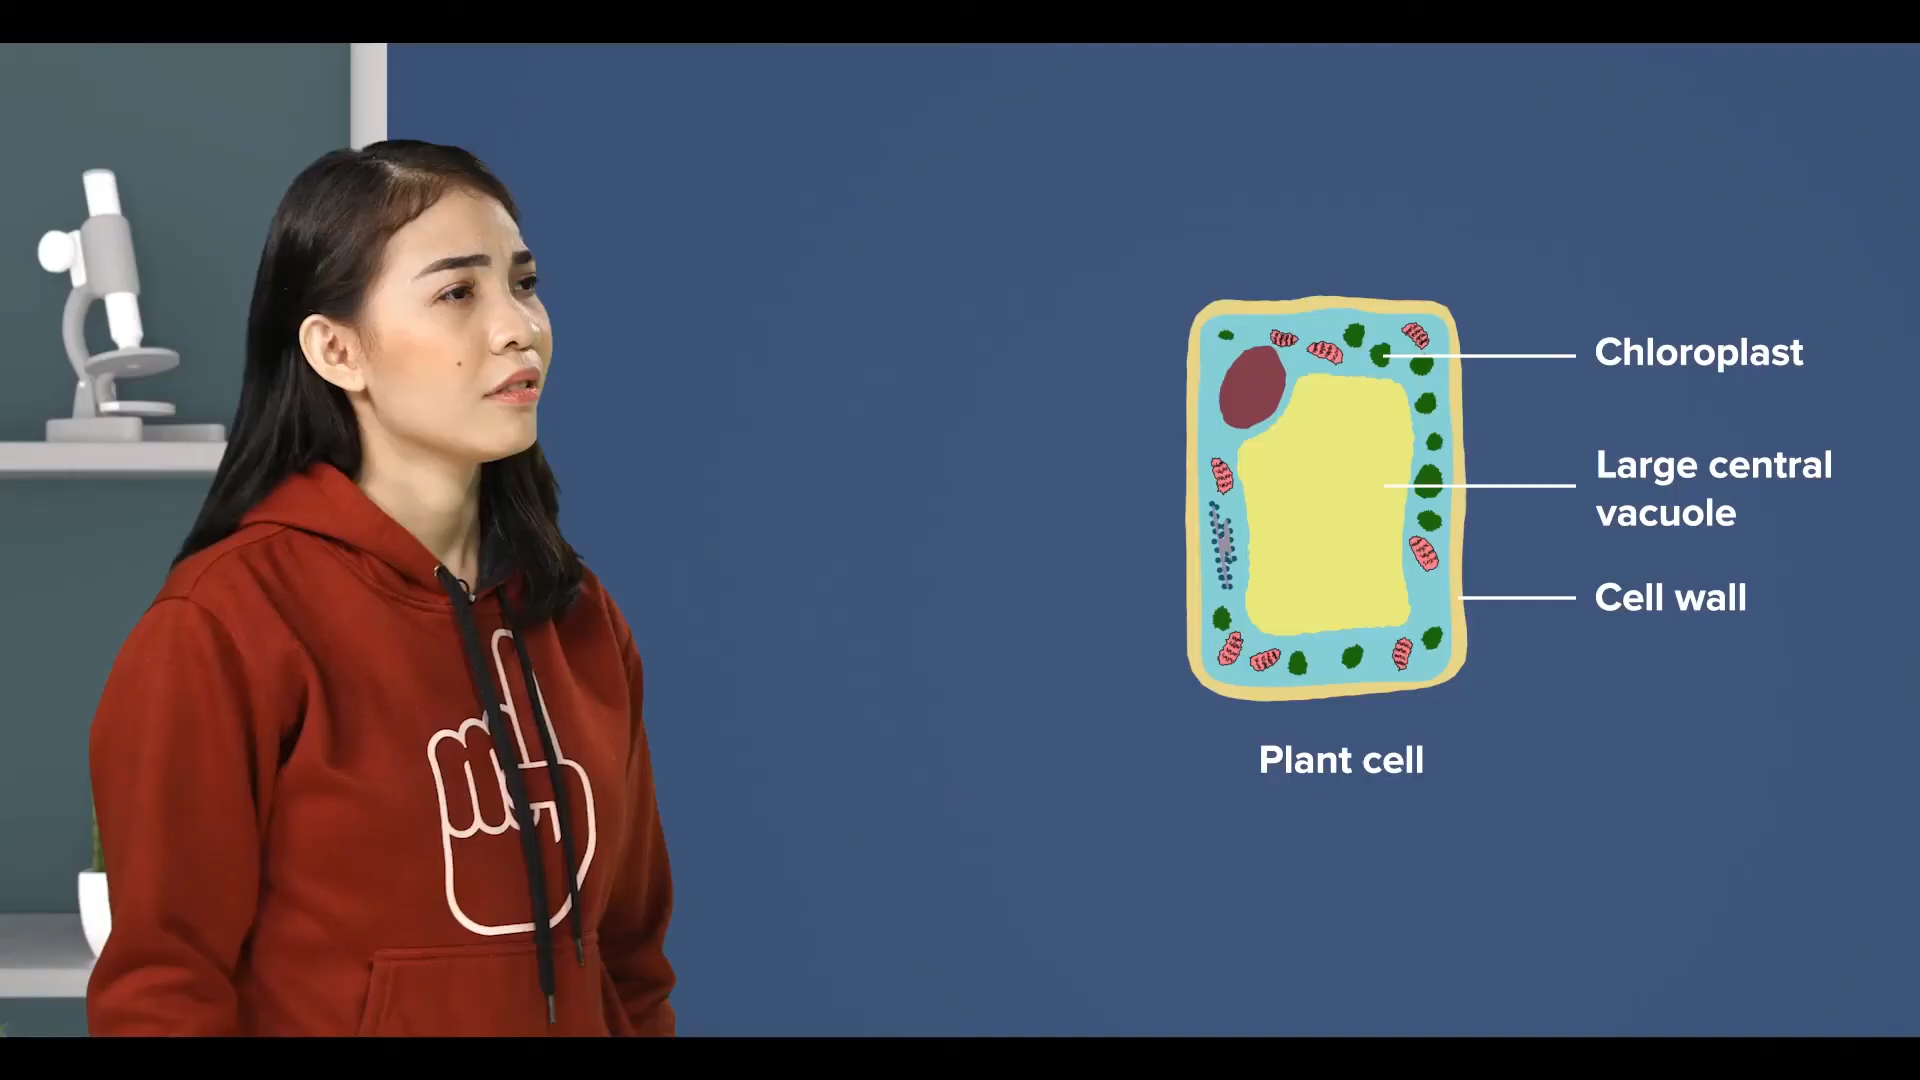 Chloroplast
Large central
vacuole
Cell wall
Plant cell